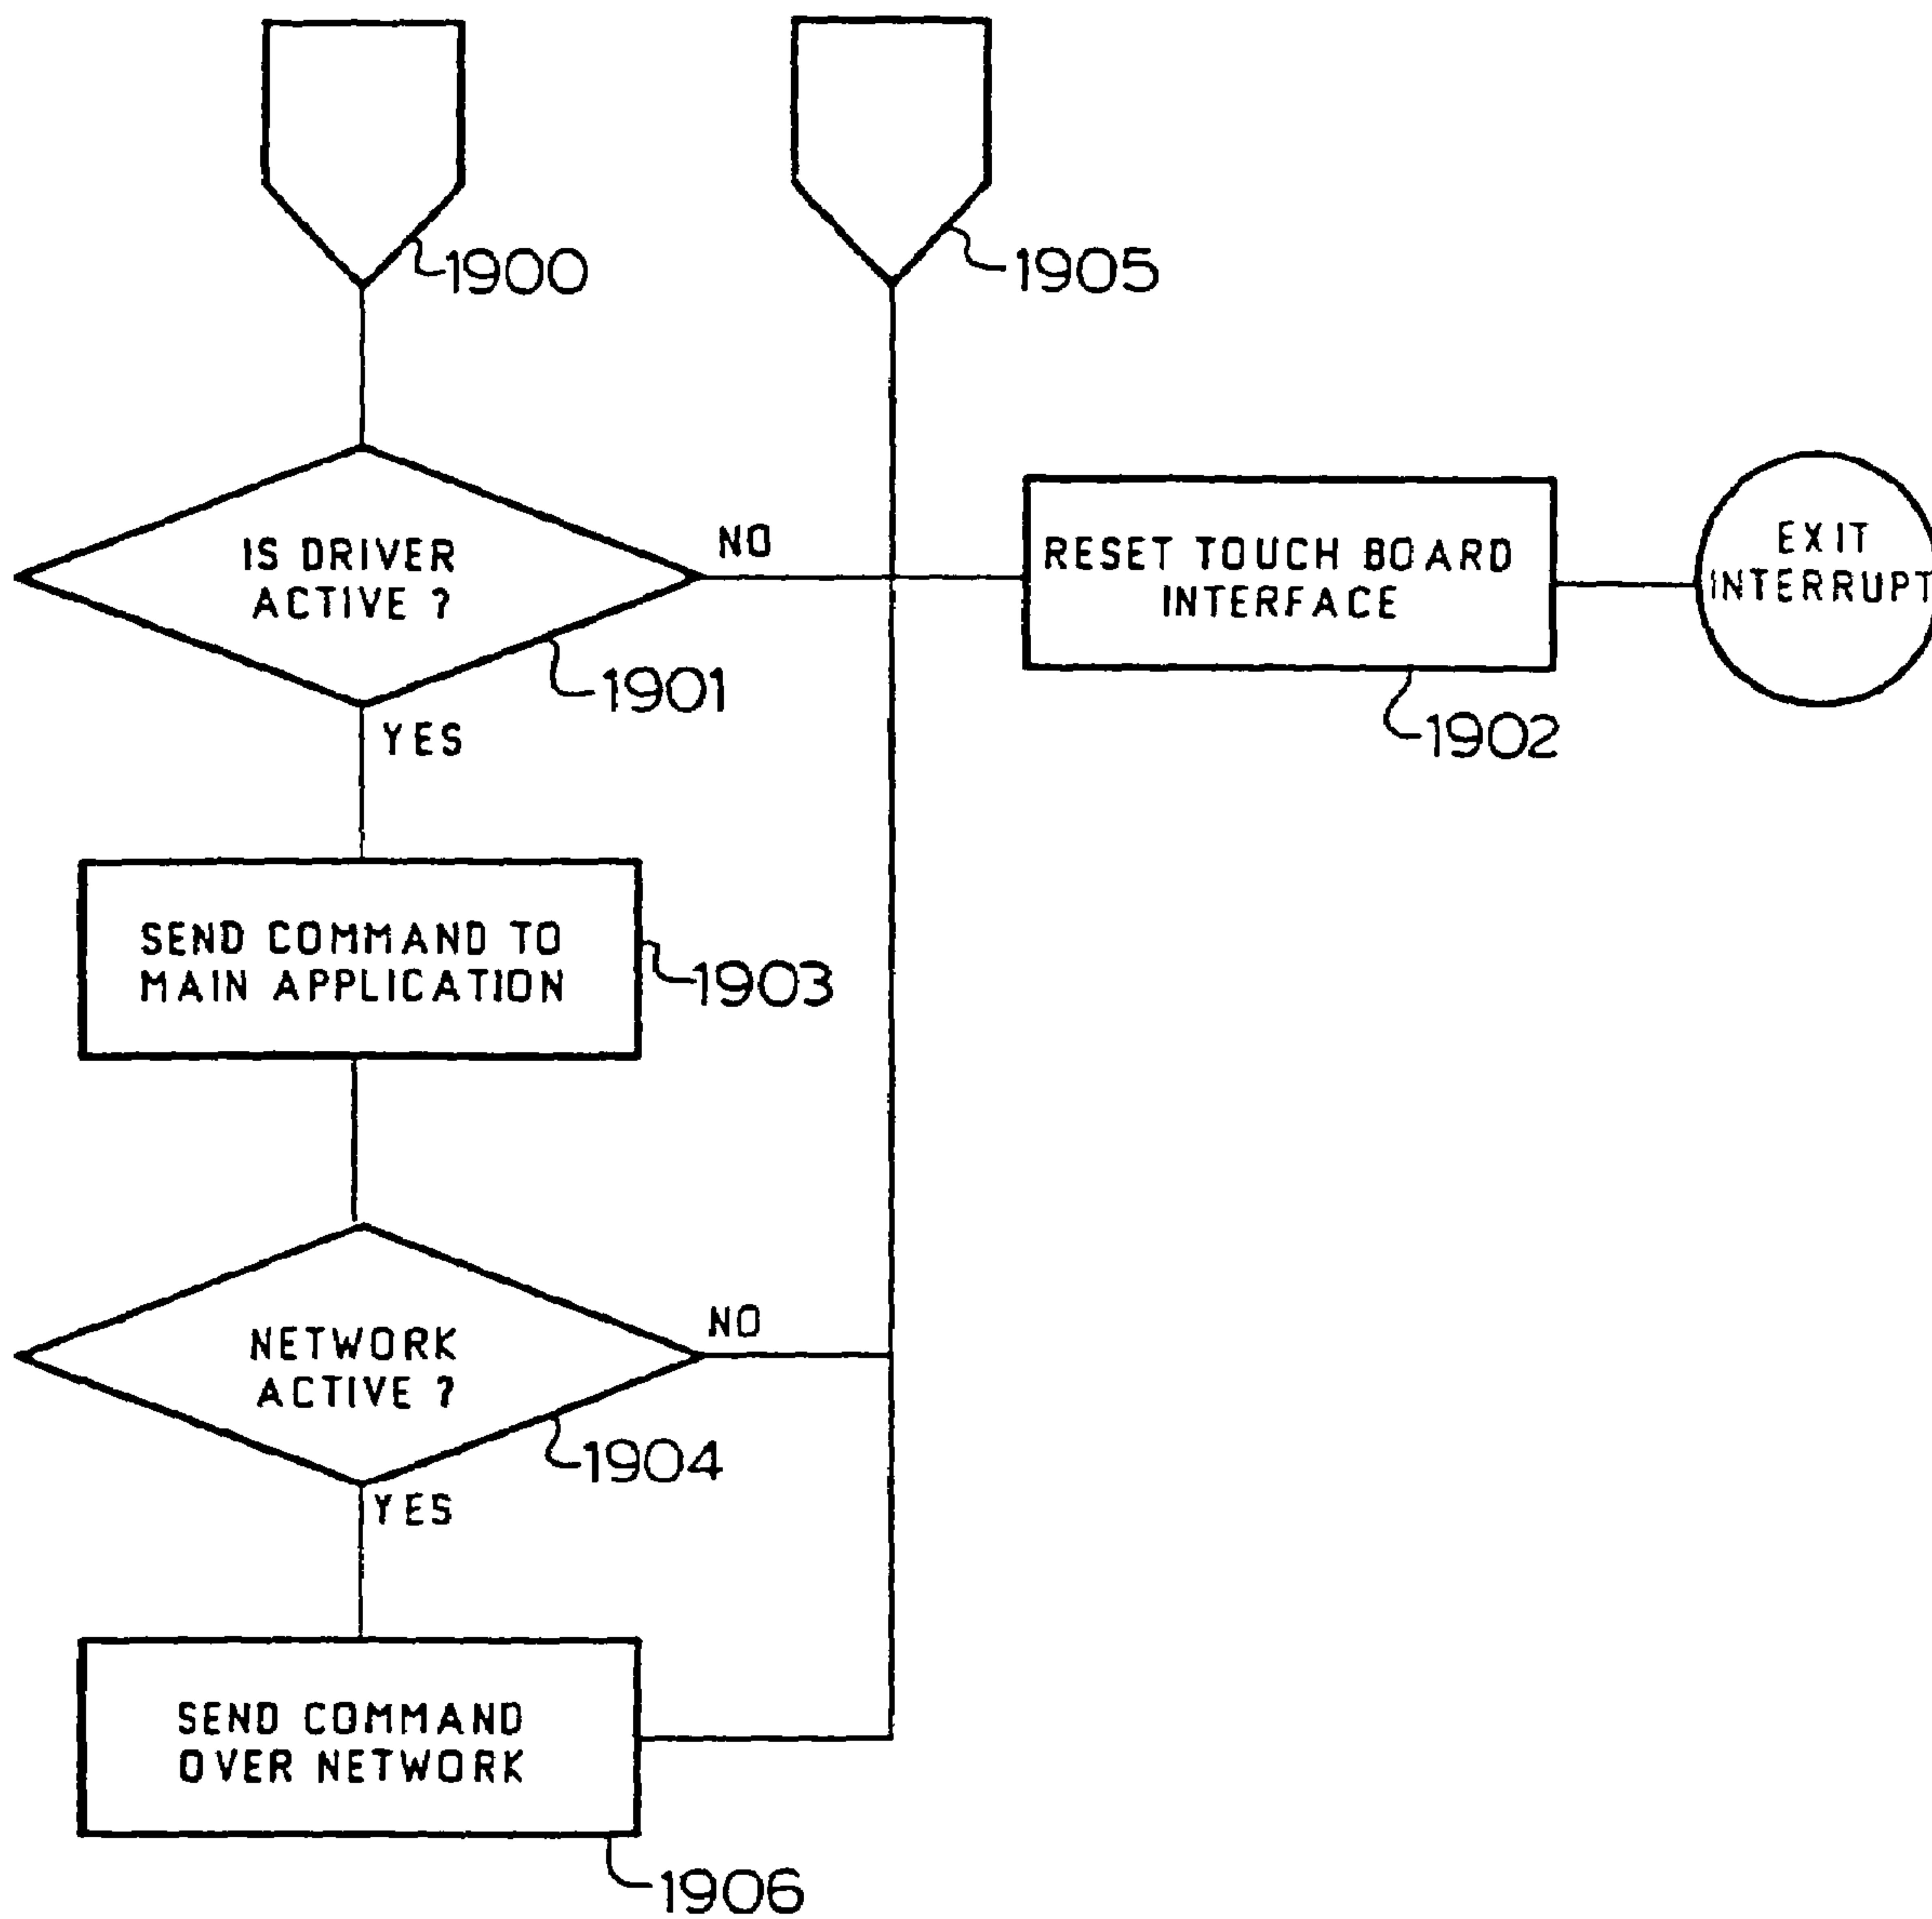 1900
1905
IS DRIVER
ACTIVE ?
NO
1901
YES
RESET TOUCH BOARD
INTERFACE
1902
EXIT
INTERRUPT
SEND COMMAND TO
MAIN APPLICATION
1903
NETWORK
ACTIVE ?
NO
1904
YES
SEND COMMAND
OVER NETWORK
1906